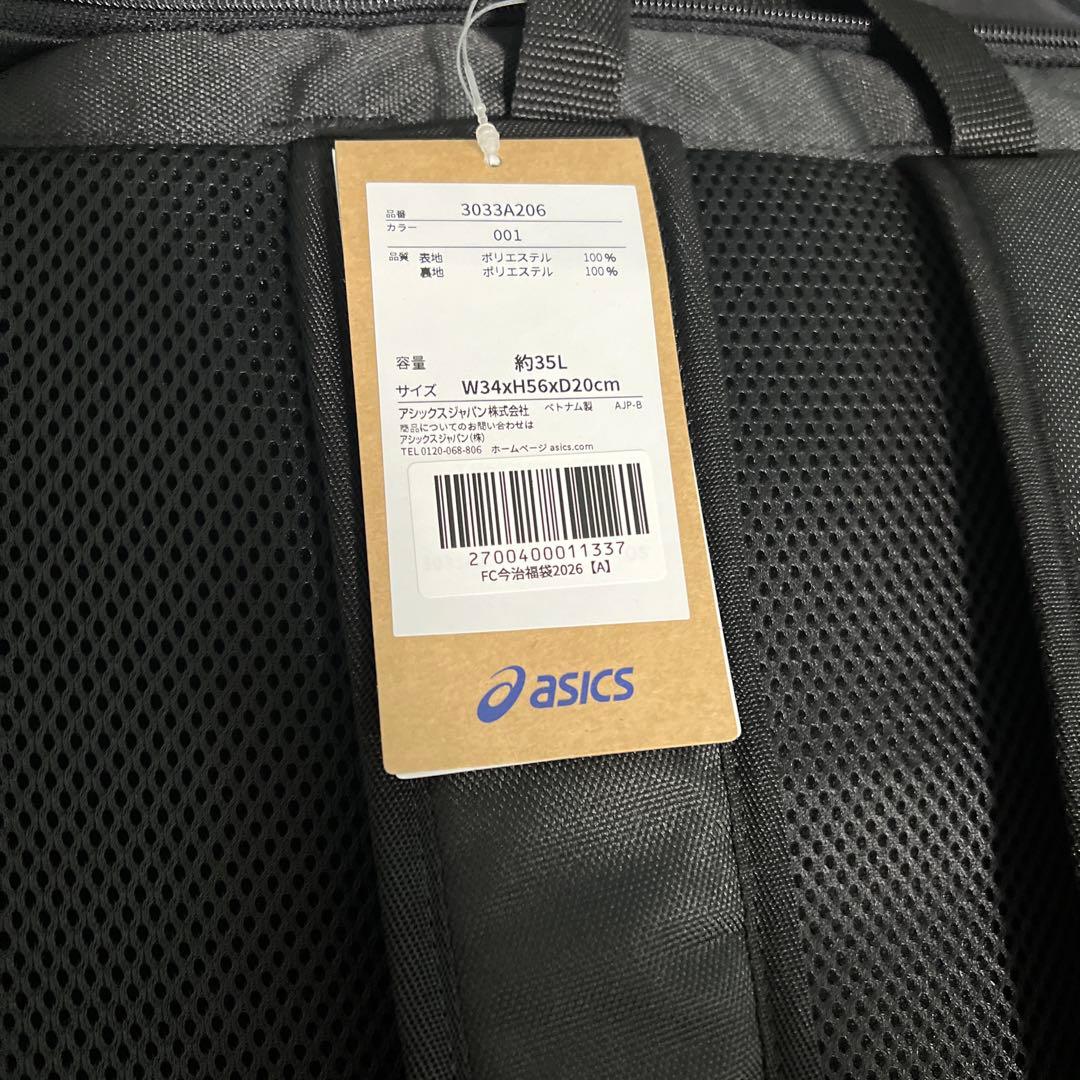 品番 3033A206
カラー 001
品質 表地 ポリエステル 100%
裏地 ポリエステル 100%
容量 約35L
サイズ W34xH56xD20cm
アシックスジャパン株式会社 ベトナム製 AJP-B
商品についてのお問い合わせは
アシックスジャパン(株)
TEL 0120-068-806 ホームページ asics.com
2700400011337
FC今治福袋2026【A】
asics